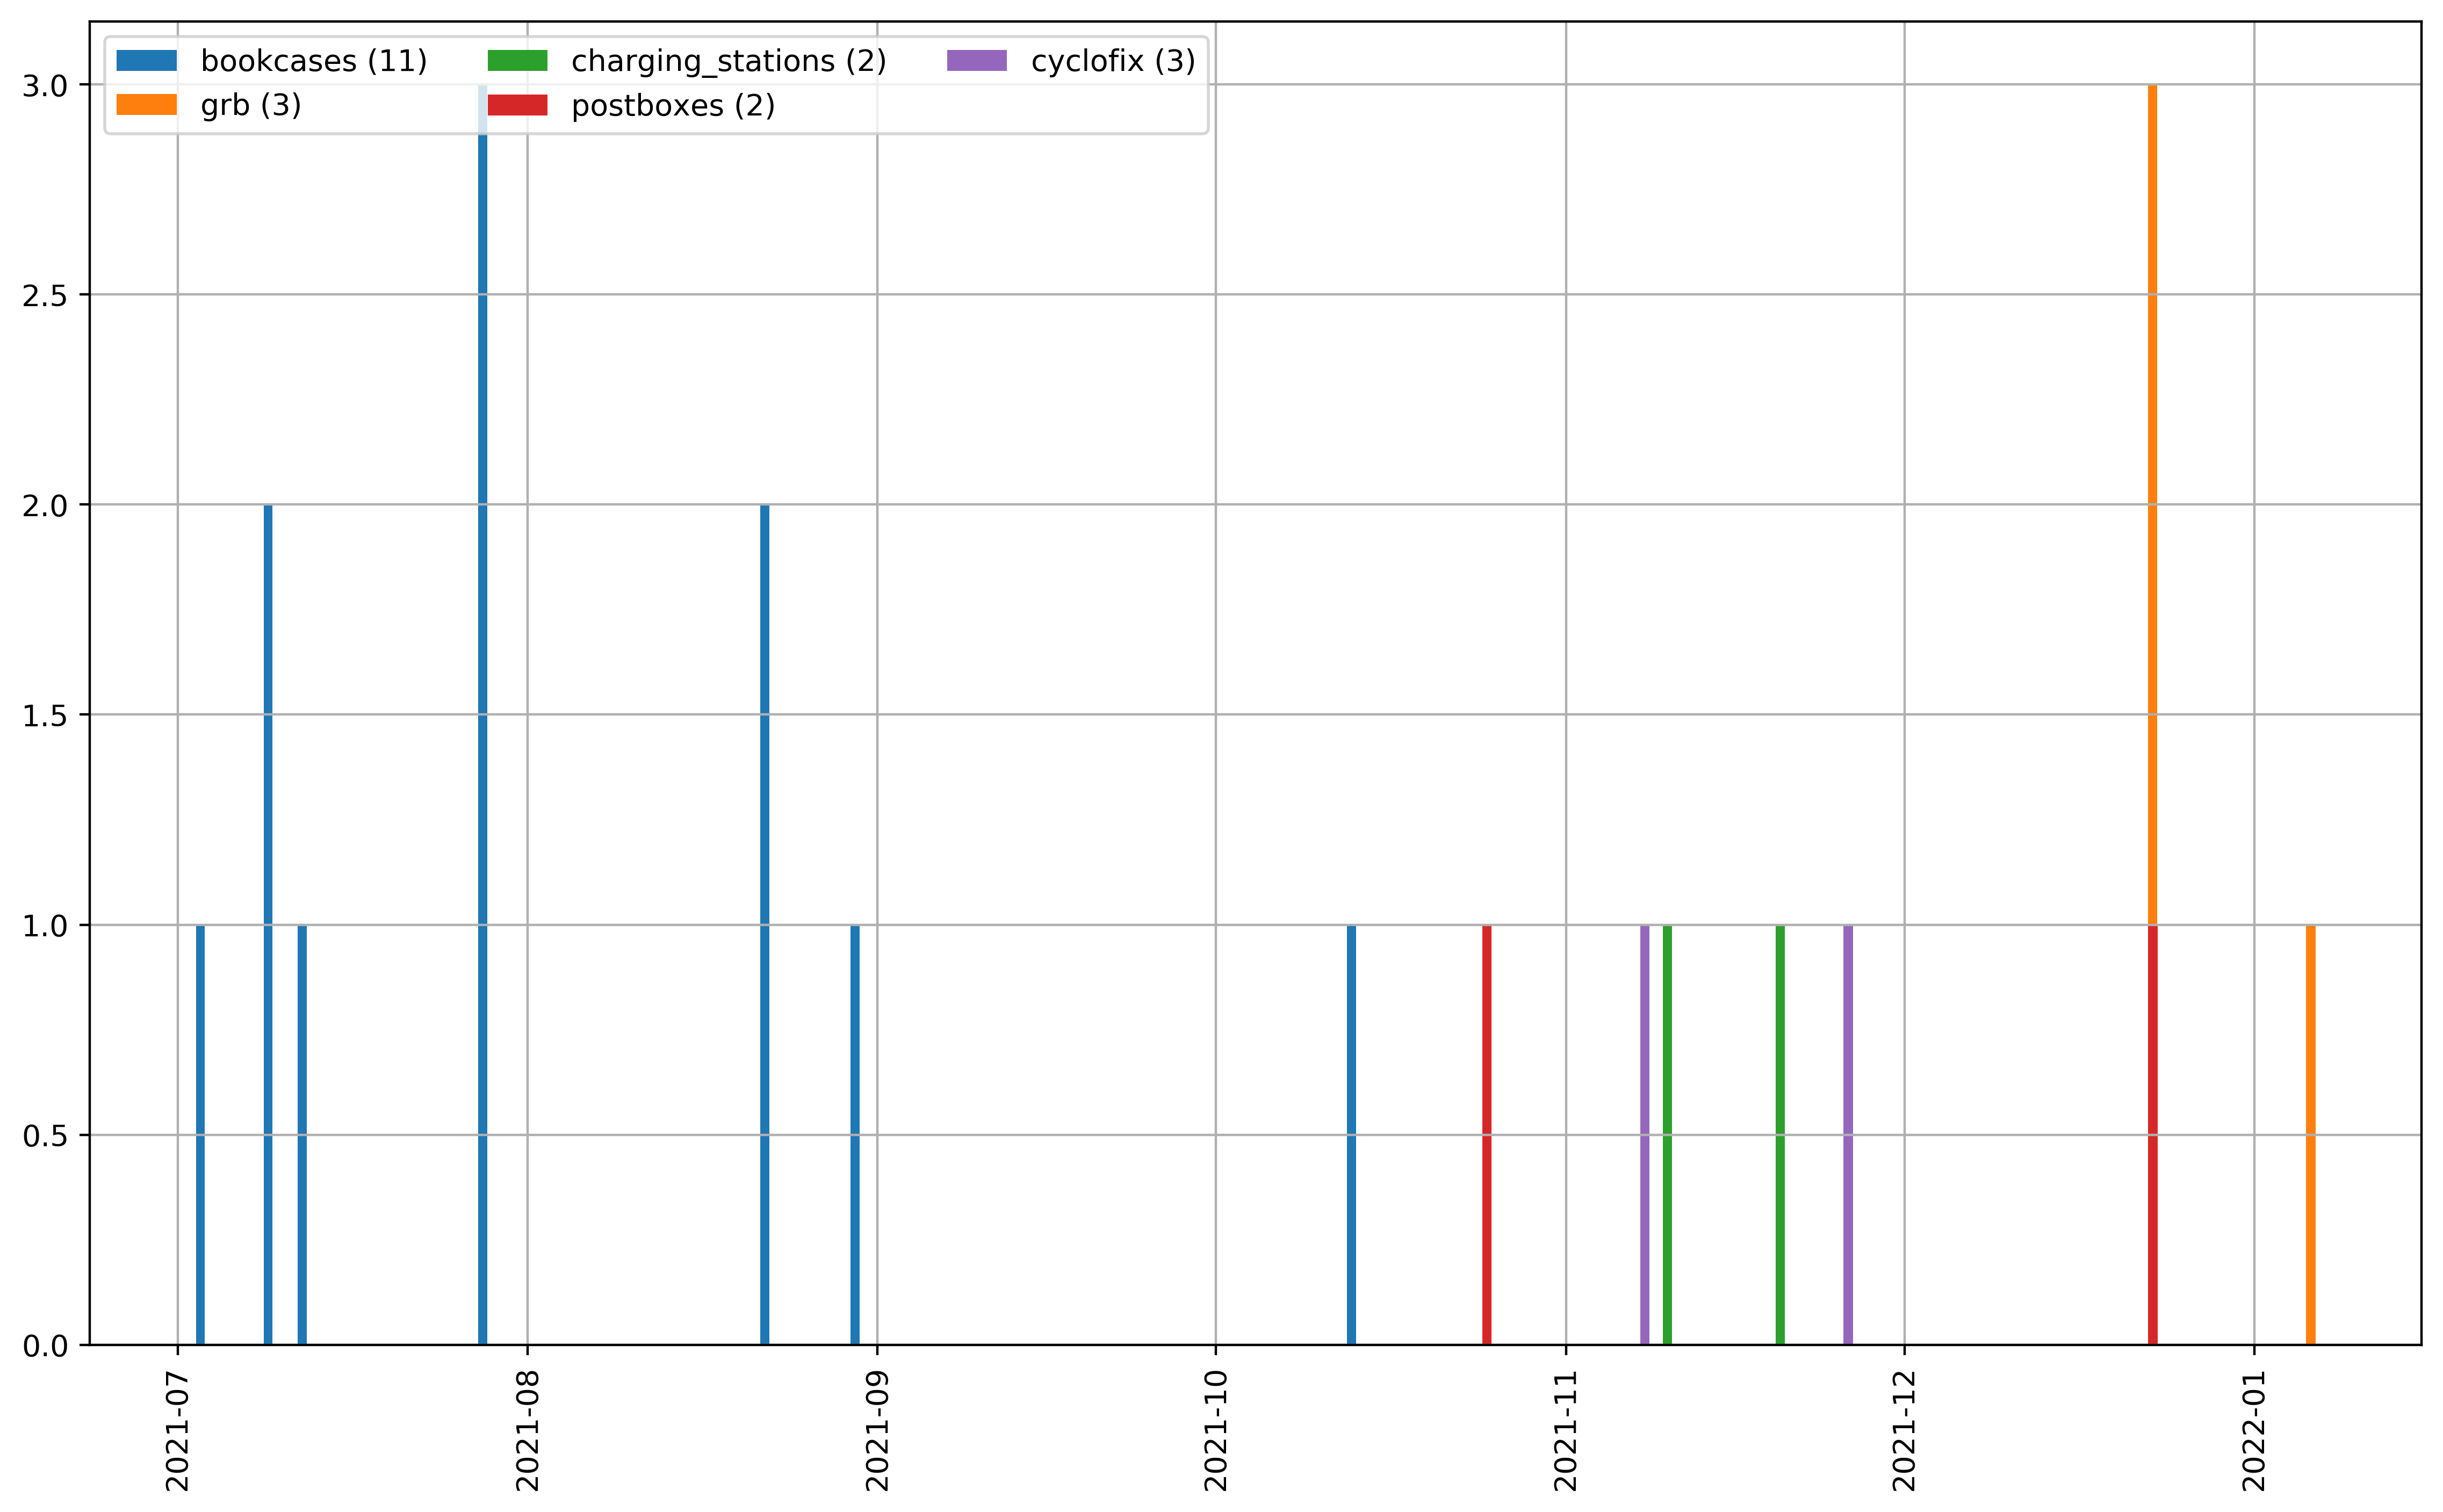 bookcases (11) charging_stations (2) cyclofix (3)
grb (3) postboxes (2)
3.0
2.5
2.0
1.5
1.0
0.5
0.0
2021-07 2021-08 2021-09 2021-10 2021-11 2021-12 2022-01